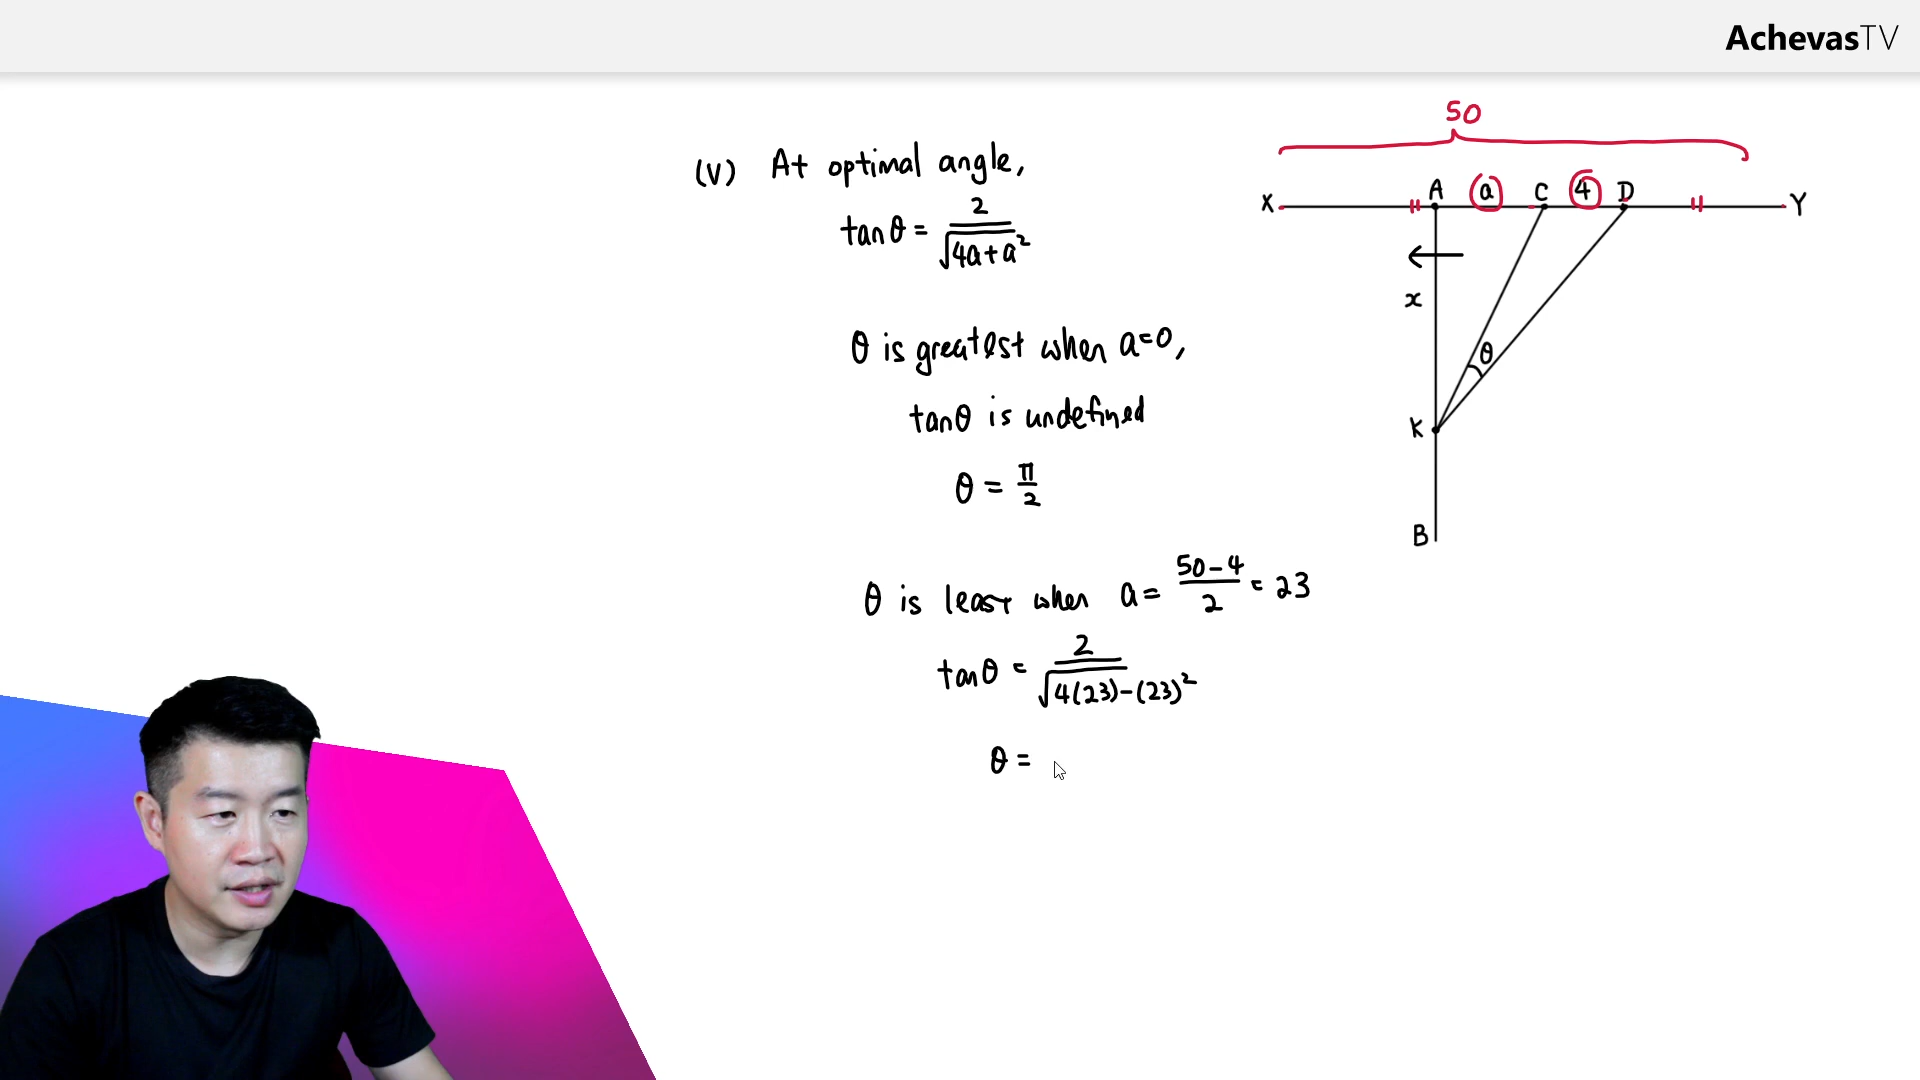 AchevasTV
(V) At optimal angle,
tanθ = 2/√(4a+a²)
θ is greatest when a=0,
tanθ is undefined
θ = π/2
θ is least when a = (50-4)/2 = 23
tanθ = 2/√(4(23)-(23)²)
θ =
50
X A a C 4 D Y
x
θ
K
B